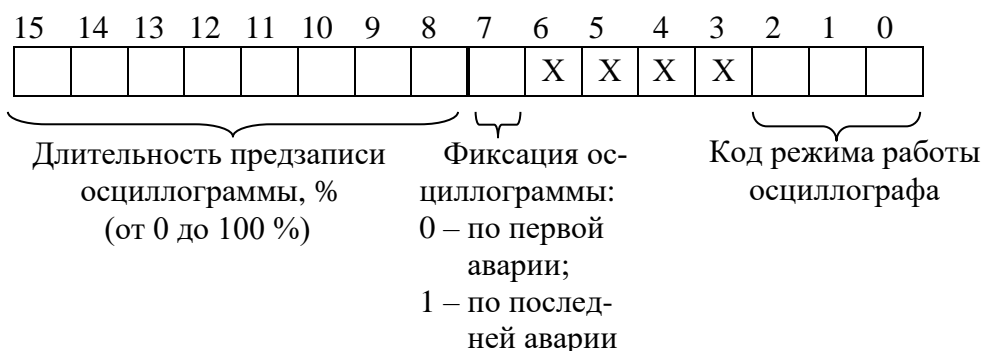 15 14 13 12 11 10 9 8 7 6 5 4 3 2 1 0
X X X X
Длительность предзаписи
осциллограммы, %
(от 0 до 100 %)
Фиксация ос-
циллограммы:
0 – по первой
аварии;
1 – по послед-
ней аварии
Код режима работы
осциллографа